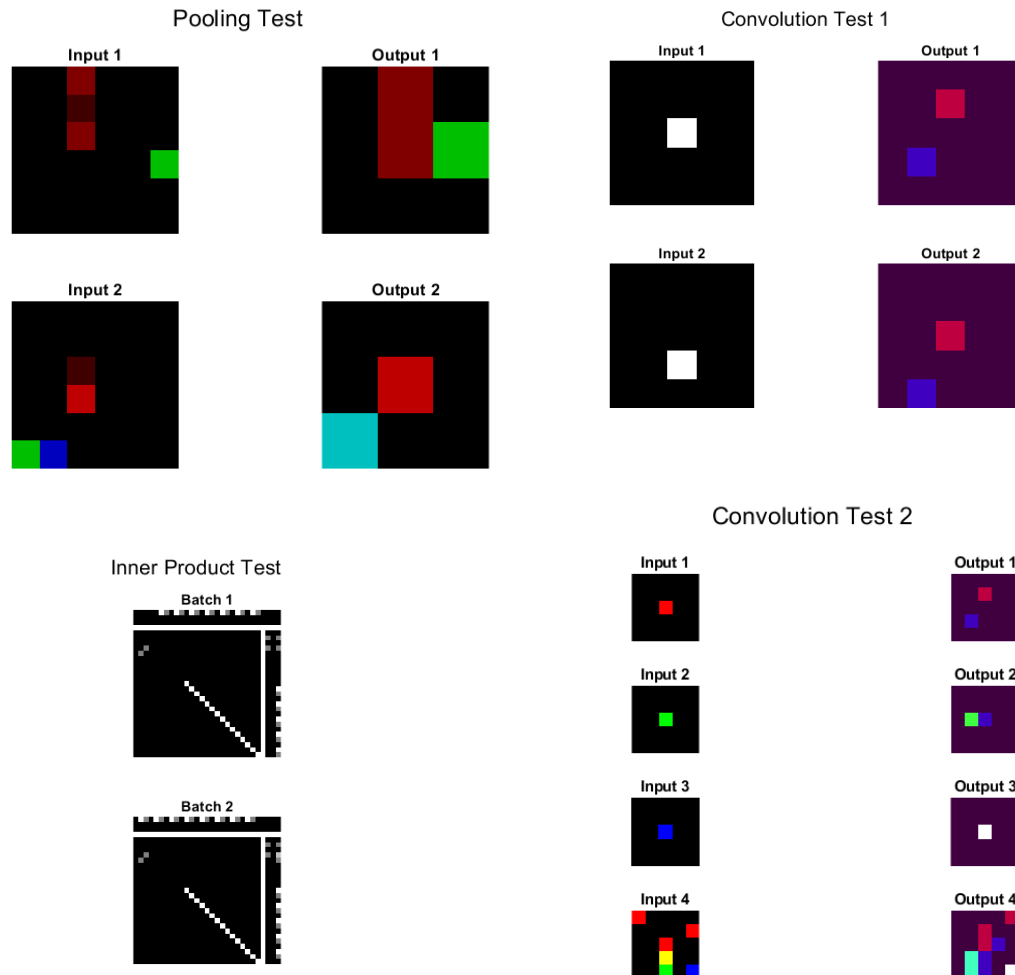 Pooling Test
Input 1
Output 1
Input 2
Output 2
Convolution Test 1
Input 1
Output 1
Input 2
Output 2
Inner Product Test
Batch 1
Batch 2
Convolution Test 2
Input 1
Output 1
Input 2
Output 2
Input 3
Output 3
Input 4
Output 4